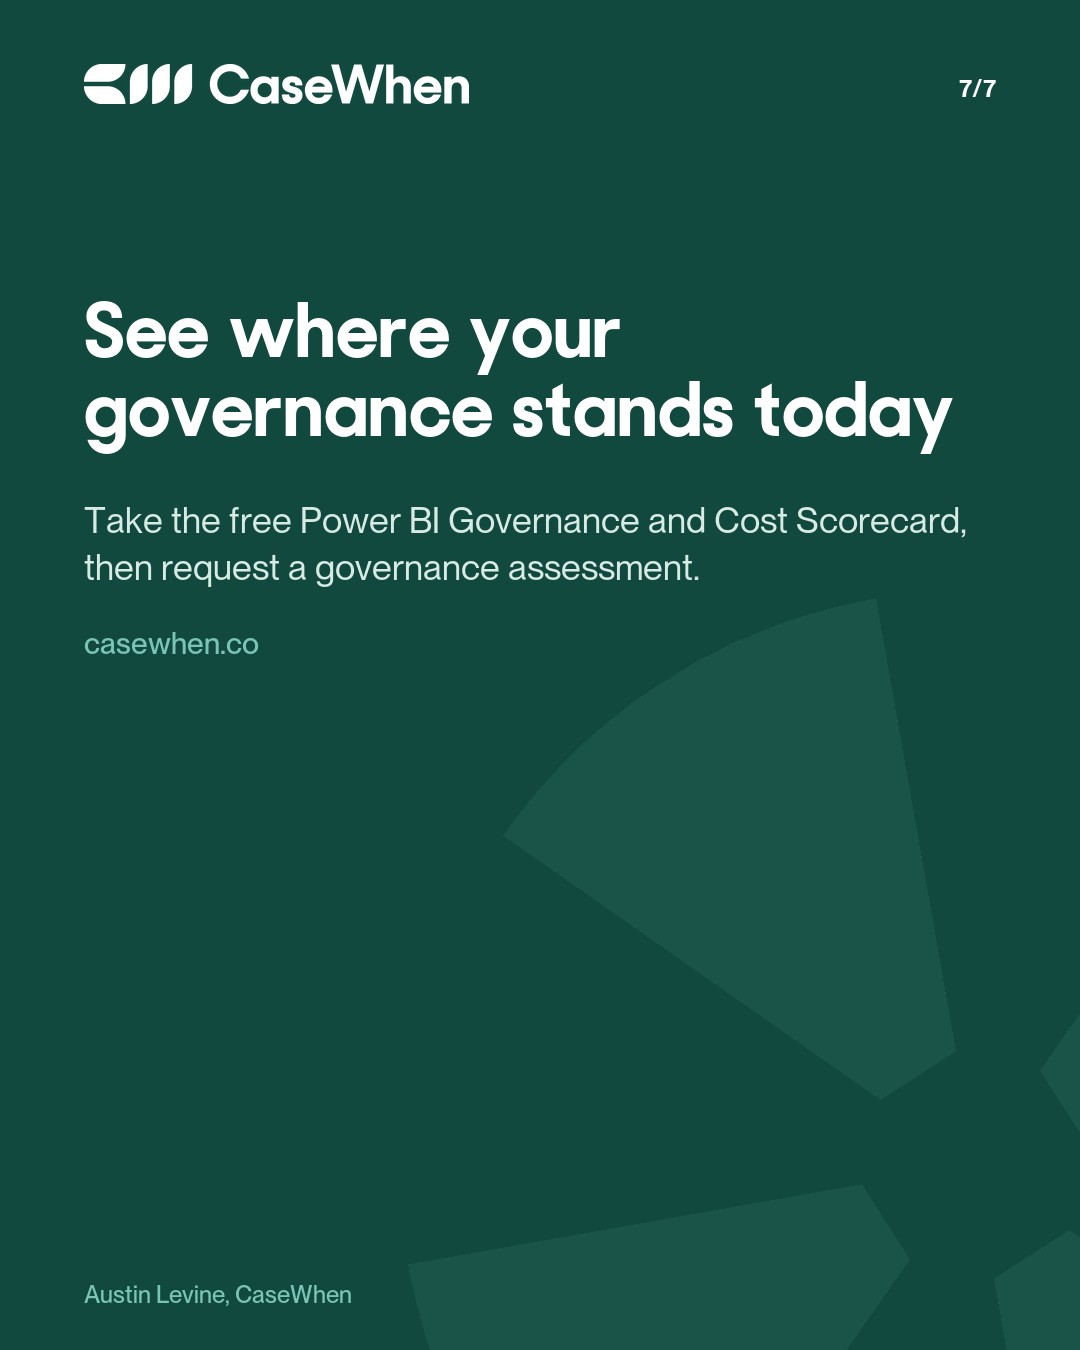 CaseWhen
7/7
See where your
governance stands today
Take the free Power BI Governance and Cost Scorecard,
then request a governance assessment.
casewhen.co
Austin Levine, CaseWhen